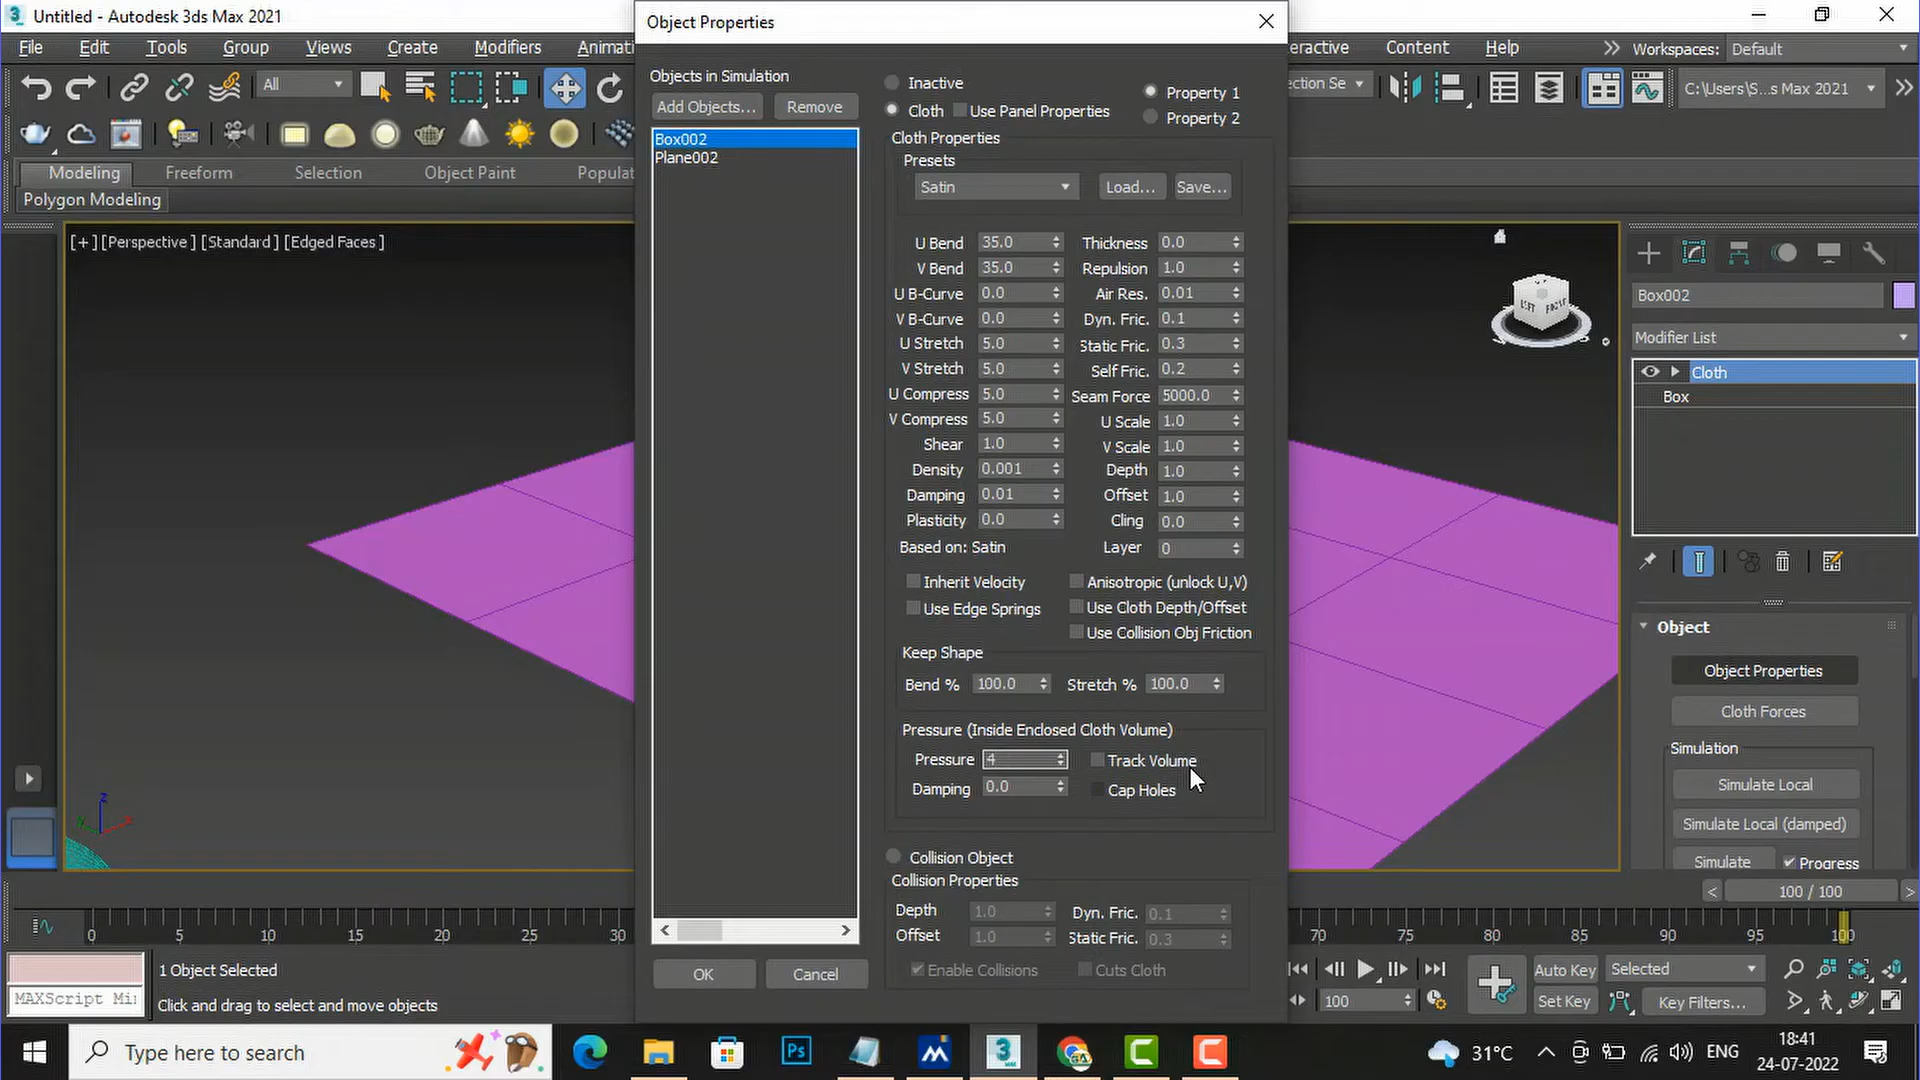 Untitled - Autodesk 3ds Max 2021
Object Properties
File Edit Tools Group Views Create Modifiers Animati
eractive Content Help Workspaces: Default
Objects in Simulation
Add Objects... Remove
Box002
Plane002
OK Cancel
Inactive
Cloth Use Panel Properties
Property 1
Property 2
Cloth Properties
Presets
Satin Load... Save...
U Bend 35.0 Thickness 0.0
V Bend 35.0 Repulsion 1.0
U B-Curve 0.0 Air Res. 0.01
V B-Curve 0.0 Dyn. Fric. 0.1
U Stretch 5.0 Static Fric. 0.3
V Stretch 5.0 Self Fric. 0.2
U Compress 5.0 Seam Force 5000.0
V Compress 5.0 U Scale 1.0
Shear 1.0 V Scale 1.0
Density 0.001 Depth 1.0
Damping 0.01 Offset 1.0
Plasticity 0.0 Cling 0.0
Based on: Satin Layer 0
Inherit Velocity Anisotropic (unlock U,V)
Use Edge Springs Use Cloth Depth/Offset
Use Collision Obj Friction
Keep Shape
Bend % 100.0 Stretch % 100.0
Pressure (Inside Enclosed Cloth Volume)
Pressure 4 Track Volume
Damping 0.0 Cap Holes
Collision Object
Collision Properties
Depth 1.0 Dyn. Fric. 0.1
Offset 1.0 Static Fric. 0.3
Enable Collisions Cuts Cloth
All
ection Se
C:\Users\S...s Max 2021
Modeling Freeform Selection Object Paint Populat
Polygon Modeling
[+] [Perspective] [Standard] [Edged Faces]
LEFT FRONT
z
x
Box002
Modifier List
Cloth
Box
Object
Object Properties
Cloth Forces
Simulation
Simulate Local
Simulate Local (damped)
Simulate Progress
< 100 / 100 >
0 5 10 15 20 25 30 70 75 80 85 90 95 100
1 Object Selected
MAXScript Mi:
Click and drag to select and move objects
Auto Key Selected
100 Set Key Key Filters...
Type here to search
Ps
3
MAX
31°C ENG
18:41
24-07-2022